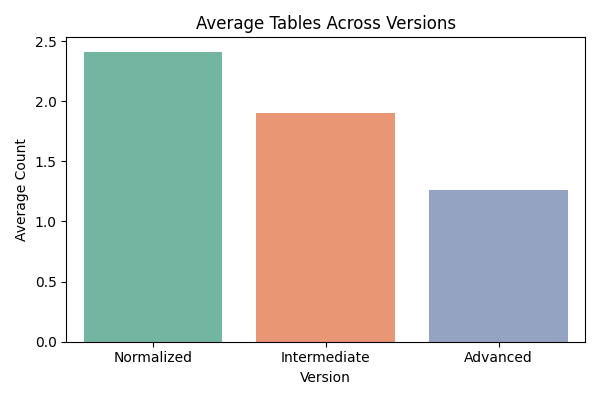 Average Tables Across Versions
2.5
2.0
1.5
1.0
0.5
0.0
Average Count
Normalized
Intermediate
Advanced
Version